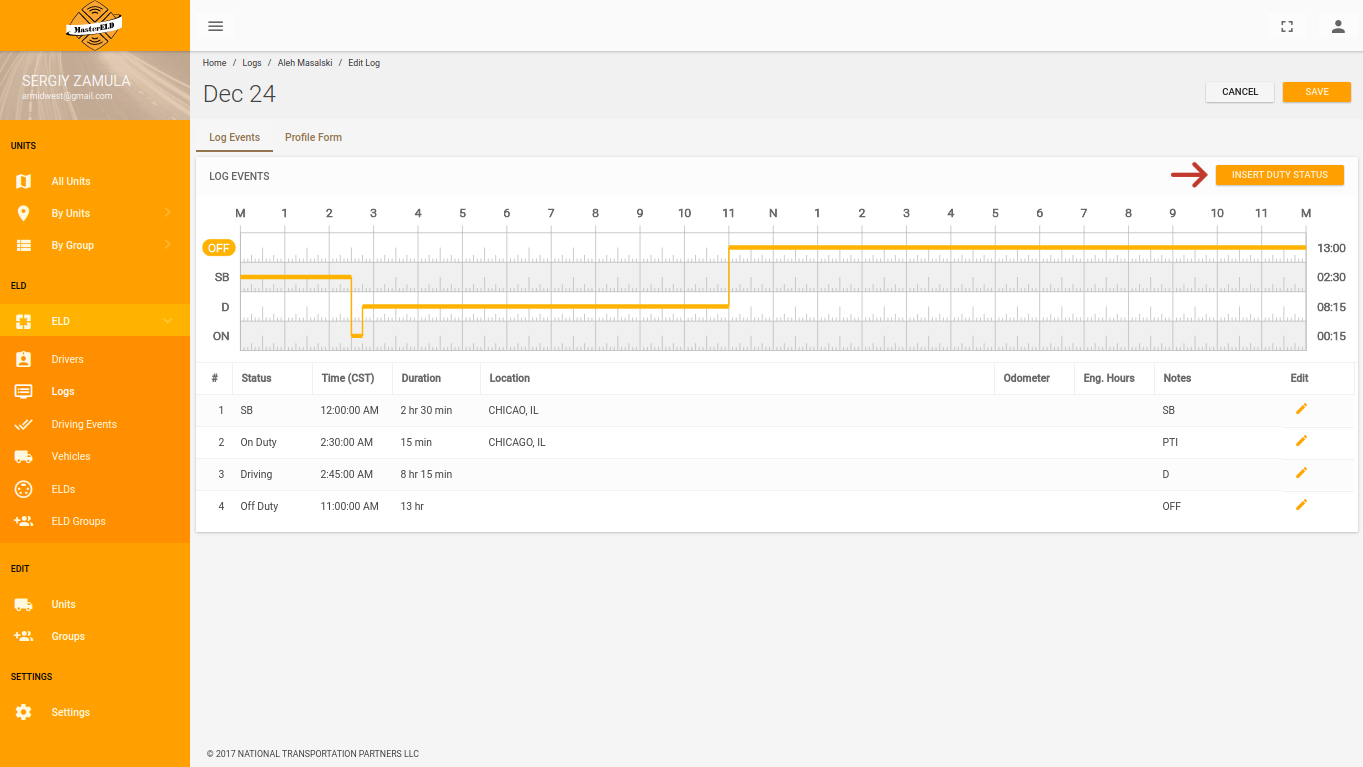 MasterELD
SERGIY ZAMULA
armidwest@gmail.com
UNITS
All Units
By Units
By Group
ELD
ELD
Drivers
Logs
Driving Events
Vehicles
ELDs
ELD Groups
EDIT
Units
Groups
SETTINGS
Settings
Home / Logs / Aleh Masalski / Edit Log
Dec 24
CANCEL SAVE
Log Events Profile Form
LOG EVENTS INSERT DUTY STATUS
M 1 2 3 4 5 6 7 8 9 10 11 N 1 2 3 4 5 6 7 8 9 10 11 M
OFF 13:00
SB 02:30
D 08:15
ON 00:15
# Status Time (CST) Duration Location Odometer Eng. Hours Notes Edit
1 SB 12:00:00 AM 2 hr 30 min CHICAO, IL SB
2 On Duty 2:30:00 AM 15 min CHICAGO, IL PTI
3 Driving 2:45:00 AM 8 hr 15 min D
4 Off Duty 11:00:00 AM 13 hr OFF
© 2017 NATIONAL TRANSPORTATION PARTNERS LLC